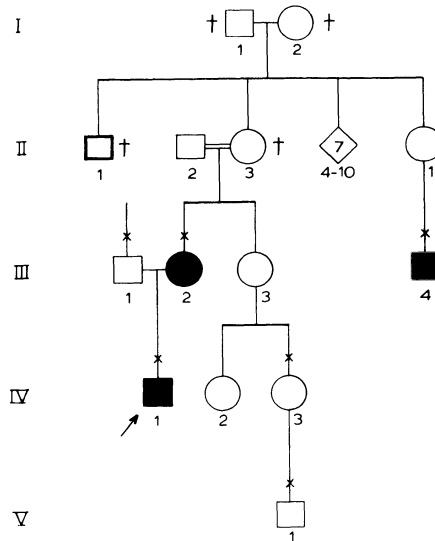 I † 1 2 †
II 1 † 2 3 † 7 4-10 1
III 1 2 3 4
IV 1 2 3
V 1